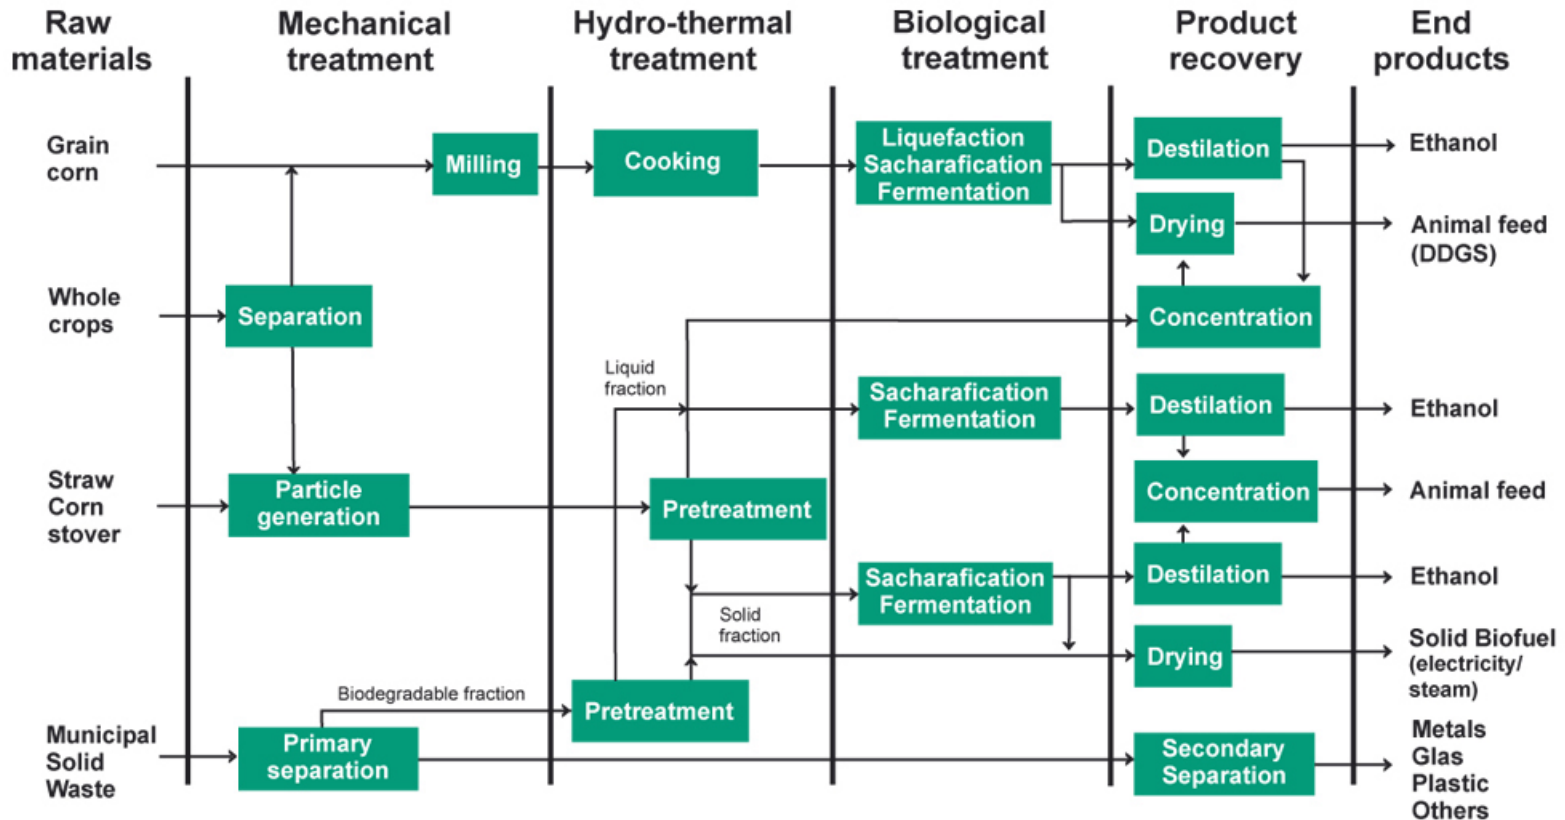 Raw
materials
Mechanical
treatment
Hydro-thermal
treatment
Biological
treatment
Product
recovery
End
products
Grain
corn
Milling
Cooking
Liquefaction
Sacharafication
Fermentation
Destilation
Ethanol
Drying
Animal feed
(DDGS)
Whole
crops
Separation
Concentration
Liquid
fraction
Sacharafication
Fermentation
Destilation
Ethanol
Straw
Corn
stover
Particle
generation
Pretreatment
Concentration
Animal feed
Sacharafication
Fermentation
Destilation
Ethanol
Solid
fraction
Drying
Solid Biofuel
(electricity/
steam)
Biodegradable fraction
Pretreatment
Municipal
Solid
Waste
Primary
separation
Secondary
Separation
Metals
Glas
Plastic
Others